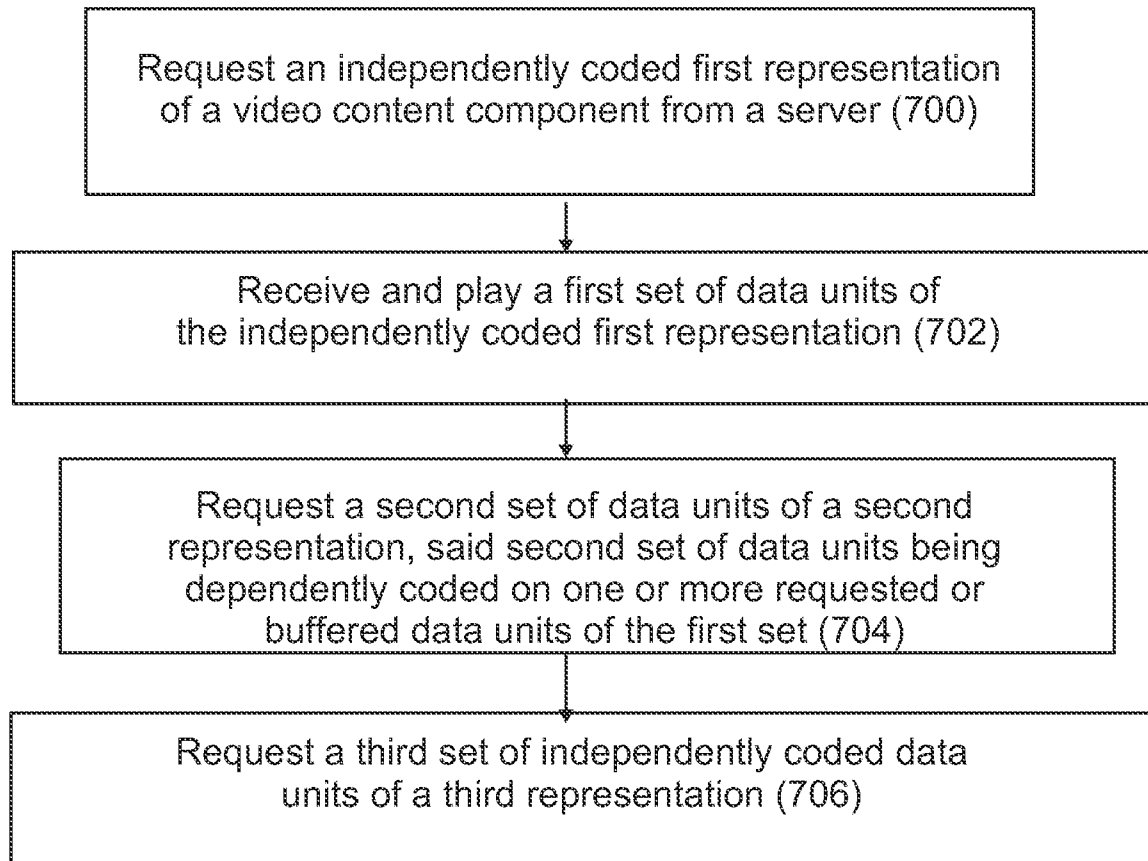 Request an independently coded first representation
of a video content component from a server (700)
Receive and play a first set of data units of
the independently coded first representation (702)
Request a second set of data units of a second
representation, said second set of data units being
dependently coded on one or more requested or
buffered data units of the first set (704)
Request a third set of independently coded data
units of a third representation (706)